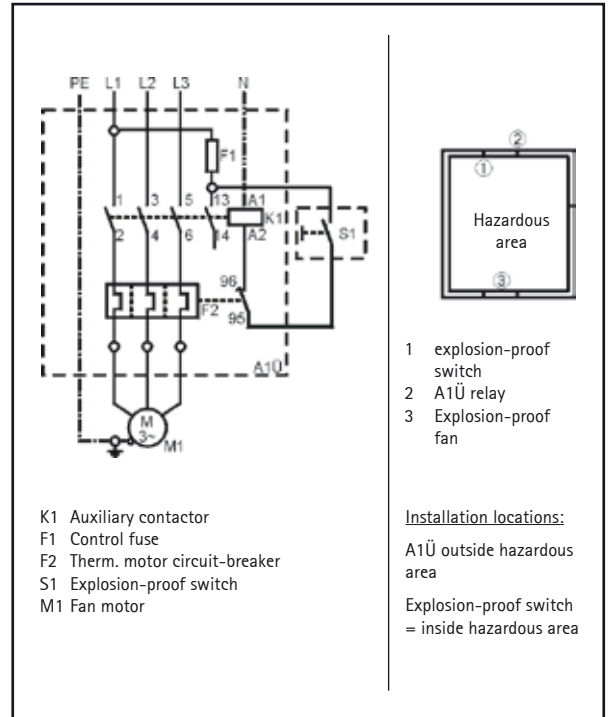 PE L1 L2 L3 N
F1
1 3 5 13 A1
K1
2 4 6 14 A2
S1
96
F2
95
A1Ü
M
3~
M1
K1 Auxiliary contactor
F1 Control fuse
F2 Therm. motor circuit-breaker
S1 Explosion-proof switch
M1 Fan motor
2
1
Hazardous
area
3
1 explosion-proof
switch
2 A1Ü relay
3 Explosion-proof
fan
Installation locations:
A1Ü outside hazardous
area
Explosion-proof switch
= inside hazardous area